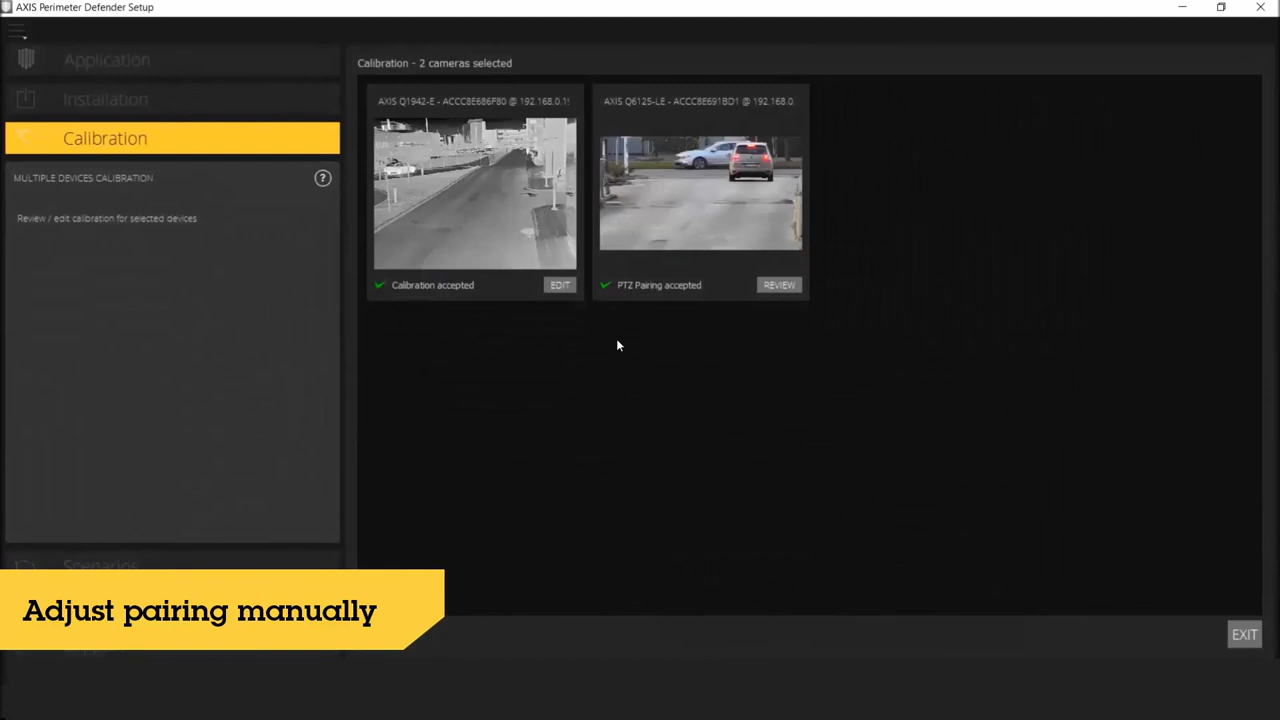 AXIS Perimeter Defender Setup
Application
Installation
Calibration
MULTIPLE DEVICES CALIBRATION
?
Review / edit calibration for selected devices
Scenarios
Calibration - 2 cameras selected
AXIS Q1942-E - ACCC8E686F80 @ 192.168.0.1
Calibration accepted
EDIT
AXIS Q6125-LE - ACCC8E691BD1 @ 192.168.0.
PTZ Pairing accepted
REVIEW
Adjust pairing manually
EXIT